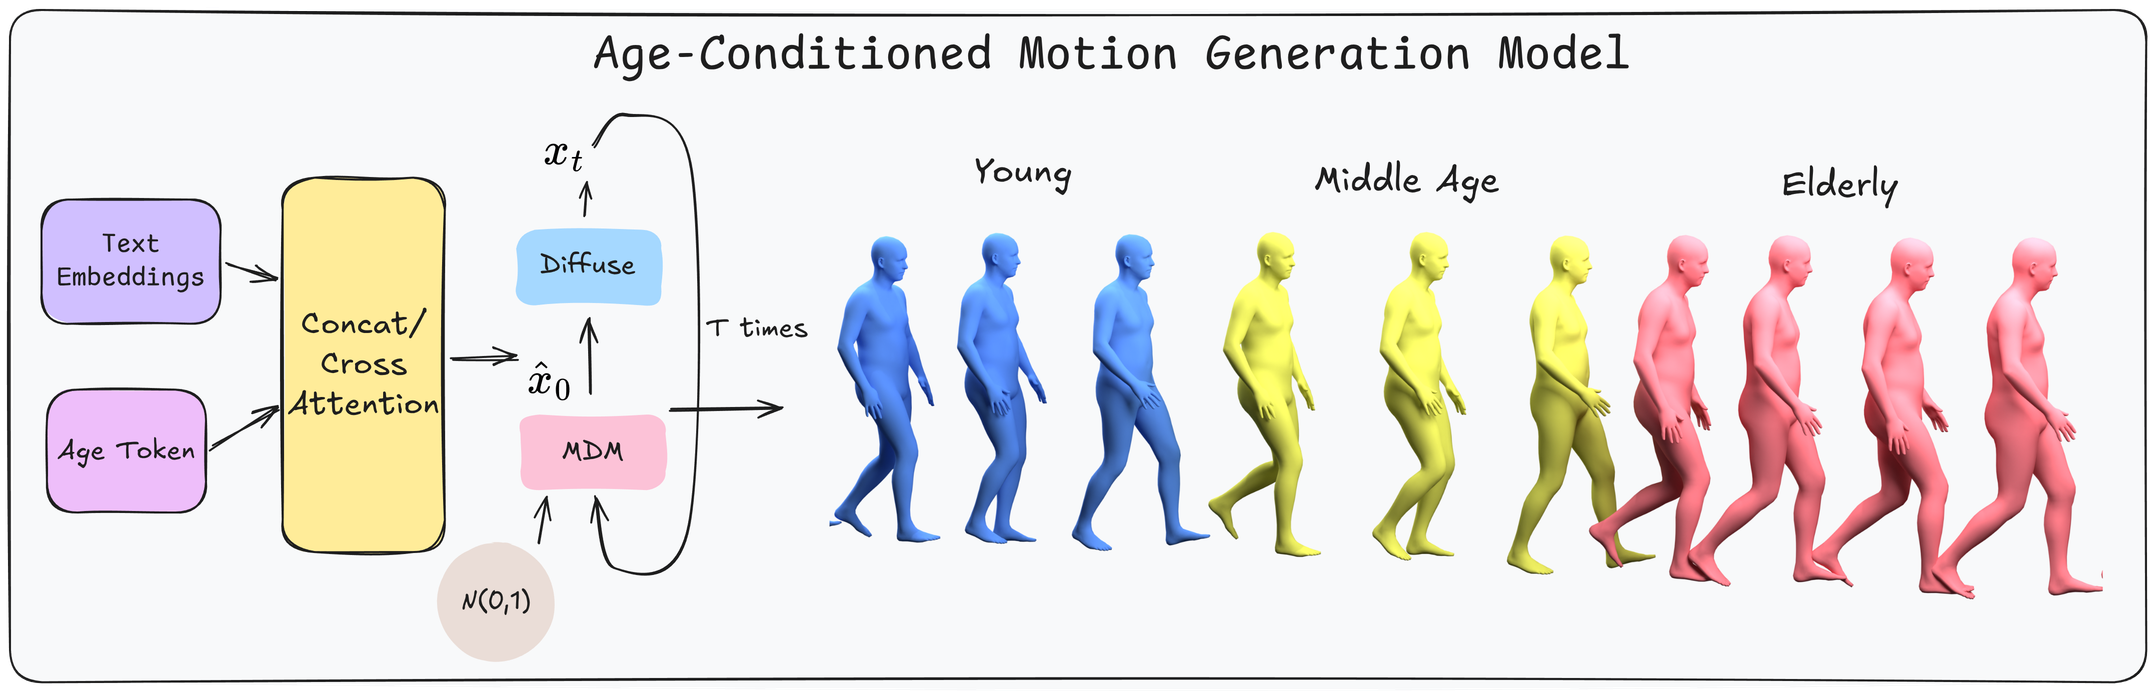 Age-Conditioned Motion Generation Model
Text
Embeddings
Age Token
Concat/
Cross
Attention
x_t
Diffuse
x̂_0
MDM
N(0,1)
T times
Young
Middle Age
Elderly